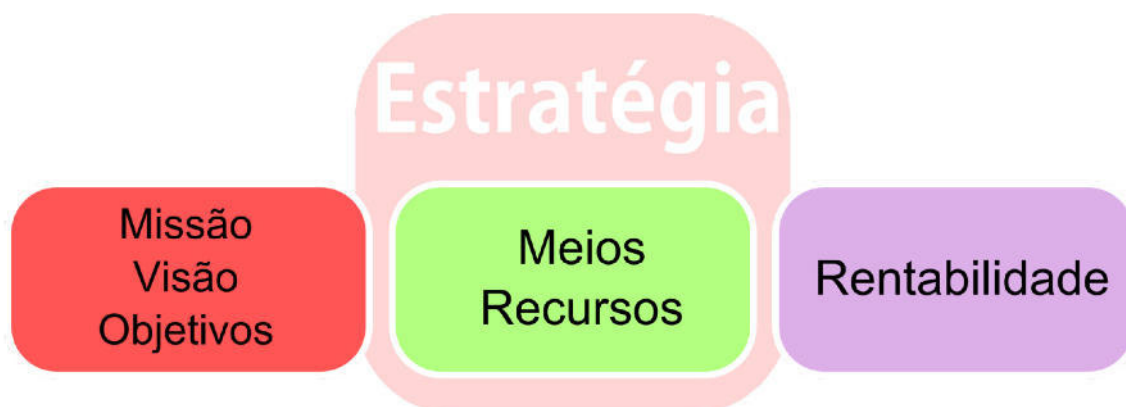 Estratégia
Missão
Visão
Objetivos
Meios
Recursos
Rentabilidade